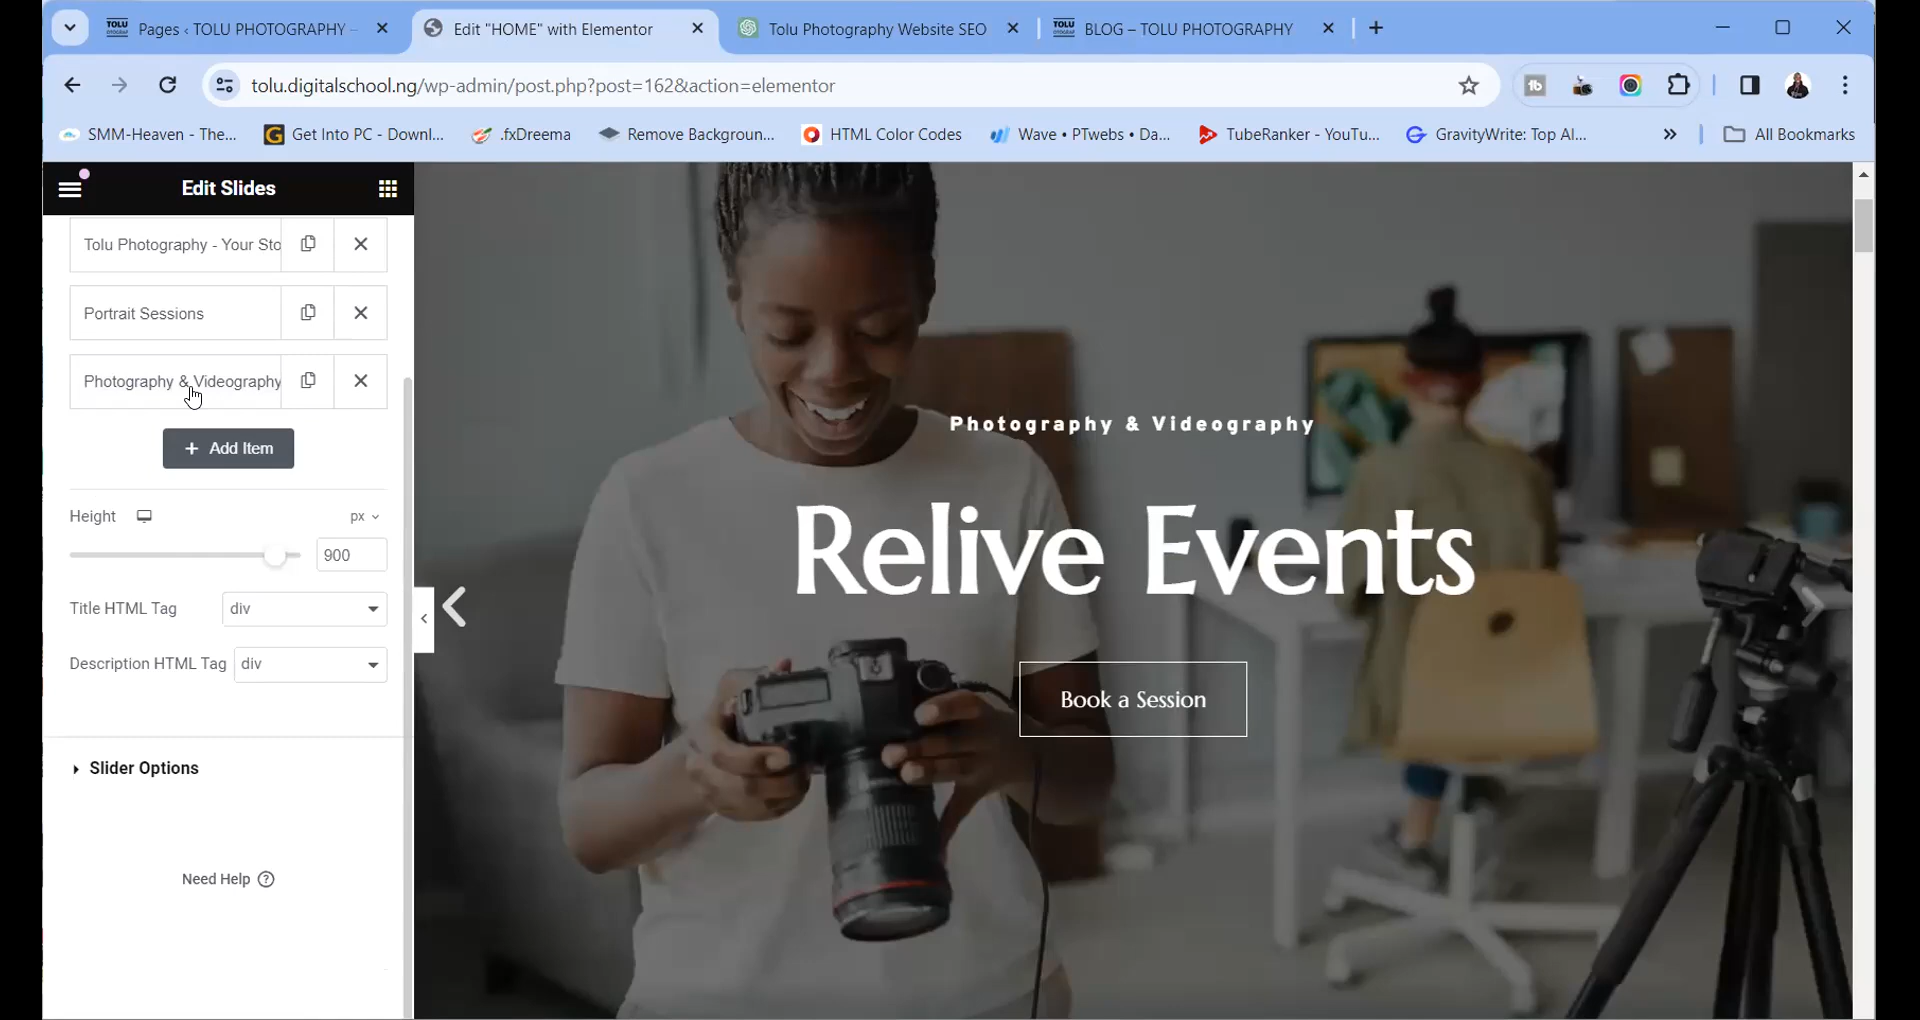 Pages ‹ TOLU PHOTOGRAPHY –
Edit "HOME" with Elementor
Tolu Photography Website SEO
TOLU
BLOG – TOLU PHOTOGRAPHY
tolu.digitalschool.ng/wp-admin/post.php?post=162&action=elementor
SMM-Heaven - The...
Get Into PC - Downl...
.fxDreema
Remove Backgroun...
HTML Color Codes
Wave • PTwebs • Da...
TubeRanker - YouTu...
GravityWrite: Top AI...
All Bookmarks
Edit Slides
Tolu Photography - Your Sto
Portrait Sessions
Photography & Videography
+ Add Item
Height
px
900
Title HTML Tag
div
Description HTML Tag
div
Slider Options
Need Help
Photography & Videography
Relive Events
Book a Session